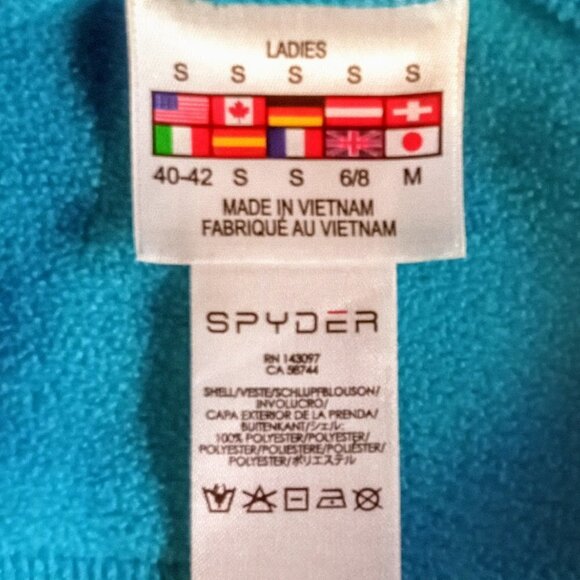 LADIES
S S S S S
40-42 S S 6/8 M
MADE IN VIETNAM
FABRIQUÉ AU VIETNAM
SPYDER
RN 143097
CA 56744
SHELL/VESTE/SCHLUPFBLOUSON/
INVOLUCRO/
CAPA EXTERIOR DE LA PRENDA/
BUITENKANT/シェル:
100% POLYESTER/POLYESTER/
POLYESTER/POLIESTERE/POLIÉSTER/
POLYESTER/ポリエステル